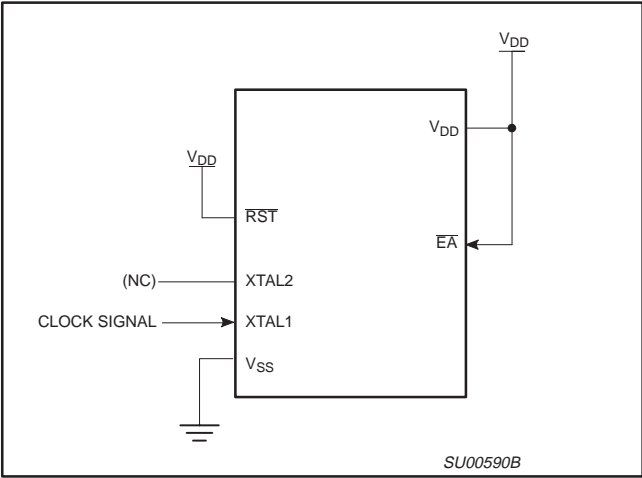 VDD
VDD
VDD
RST
EA
(NC) XTAL2
CLOCK SIGNAL XTAL1
VSS
SU00590B